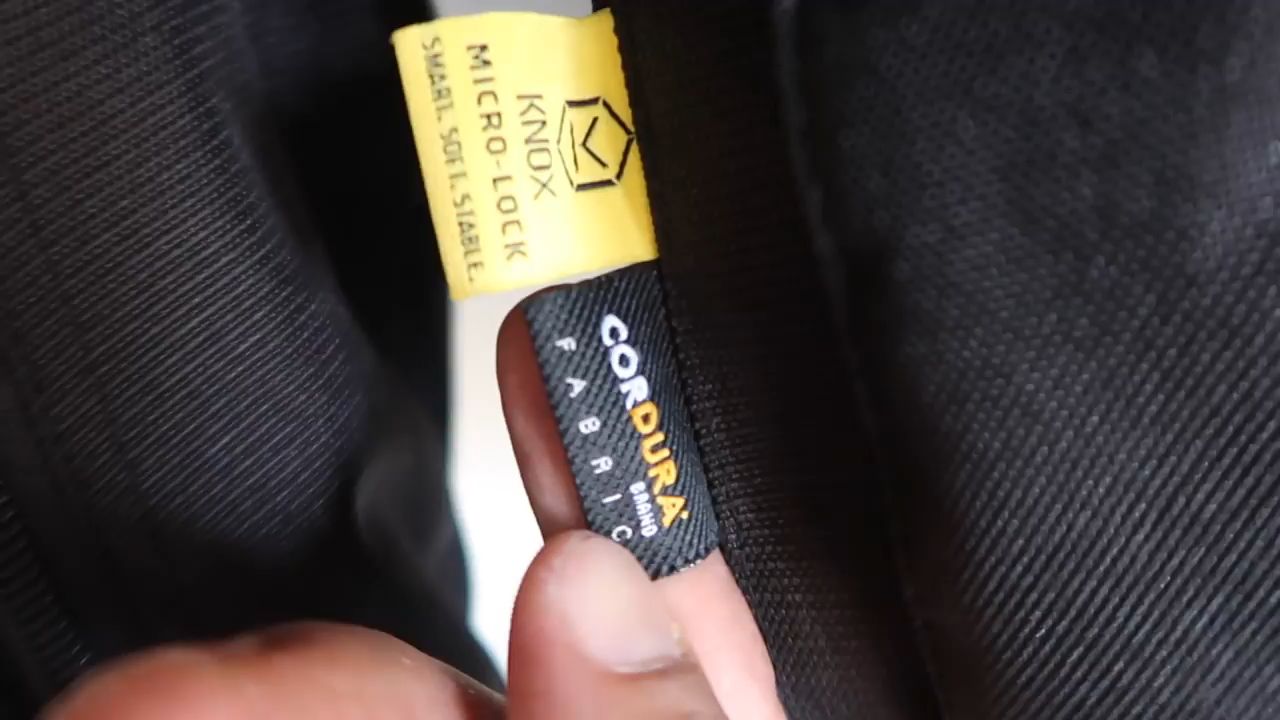 KNOX
MICRO-LOCK
SMART. SOFT. STABLE.
CORDURA
BRAND
FABRIC